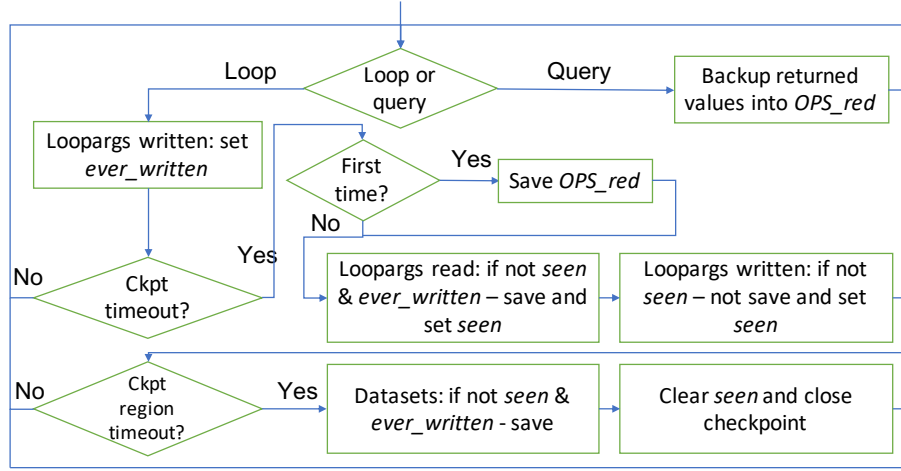 Loop
Loop or
query
Query
Backup returned
values into OPS_red
Loopargs written: set
ever_written
First
time?
Yes
Save OPS_red
No
Yes
No
Ckpt
timeout?
Loopargs read: if not seen
& ever_written – save and
set seen
Loopargs written: if not
seen – not save and set
seen
No
Ckpt
region
timeout?
Yes
Datasets: if not seen &
ever_written - save
Clear seen and close
checkpoint